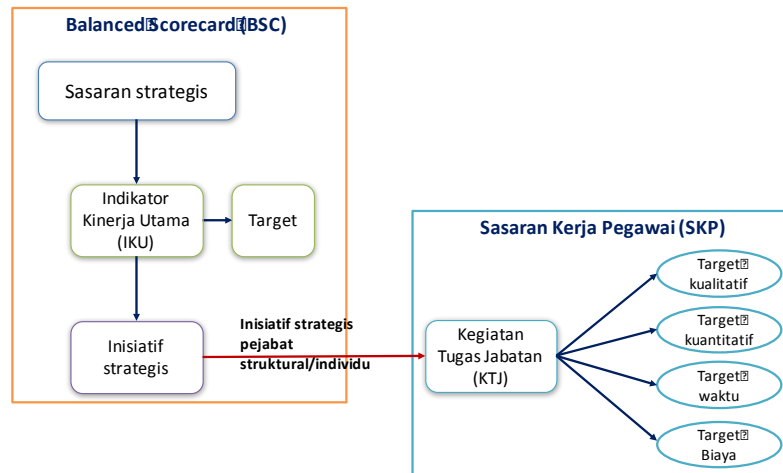 Balanced Scorecard (BSC)
Sasaran strategis
Indikator
Kinerja Utama
(IKU)
Target
Inisiatif
strategis
Inisiatif strategis
pejabat
struktural/individu
Sasaran Kerja Pegawai (SKP)
Kegiatan
Tugas Jabatan
(KTJ)
Target
kualitatif
Target
kuantitatif
Target
waktu
Target
Biaya